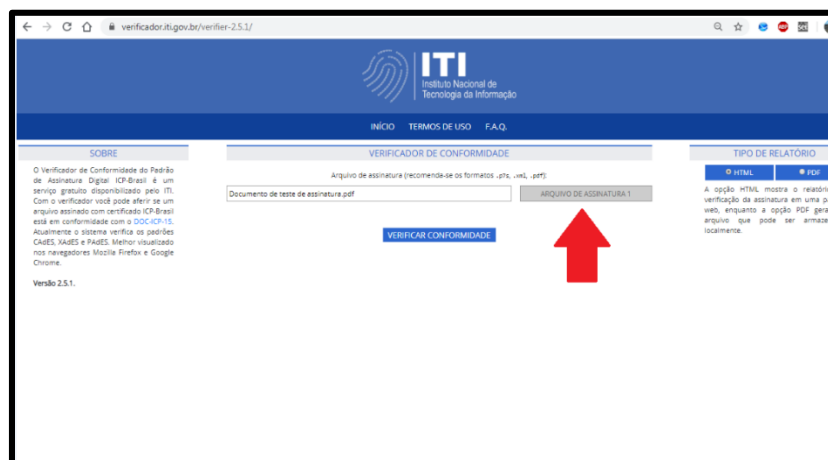 verificador.iti.gov.br/verifier-2.5.1/
ITI
Instituto Nacional de
Tecnologia da Informação
INÍCIO TERMOS DE USO F.A.Q.
SOBRE
O Verificador de Conformidade do Padrão
de Assinatura Digital ICP-Brasil é um
serviço gratuito disponibilizado pelo ITI.
Com o verificador você pode aferir se um
arquivo assinado com certificado ICP-Brasil
está em conformidade com o DOC-ICP-15.
Atualmente o sistema verifica os padrões
CAdES, XAdES e PAdES. Melhor visualizado
nos navegadores Mozilla Firefox e Google
Chrome.
Versão 2.5.1.
VERIFICADOR DE CONFORMIDADE
Arquivo de assinatura (recomenda-se os formatos .p7s, .xml, .pdf):
Documento de teste de assinatura.pdf
ARQUIVO DE ASSINATURA 1
VERIFICAR CONFORMIDADE
TIPO DE RELATÓRIO
HTML PDF
A opção HTML mostra o relatório
verificação da assinatura em uma
web, enquanto a opção PDF
arquivo que pode ser
localmente.